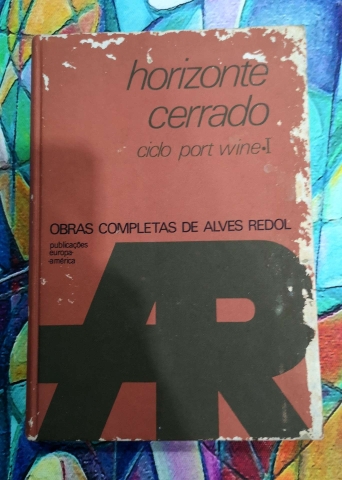 horizonte
cerrado
ciclo port wine•I
OBRAS COMPLETAS DE ALVES REDOL
publicações
europa-
-américa
AR